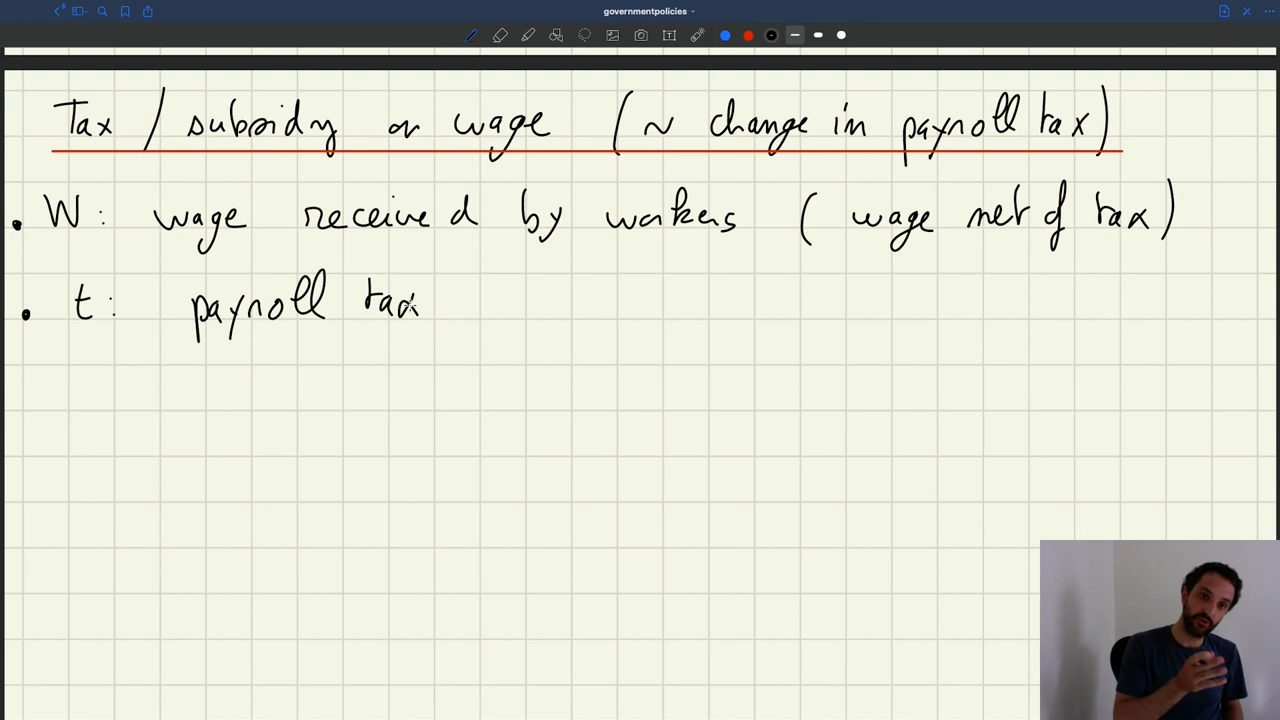 governmentpolicies
Tax / subsidy on wage (~ change in payroll tax)
• W: wage received by workers (wage net of tax)
• t: payroll tax